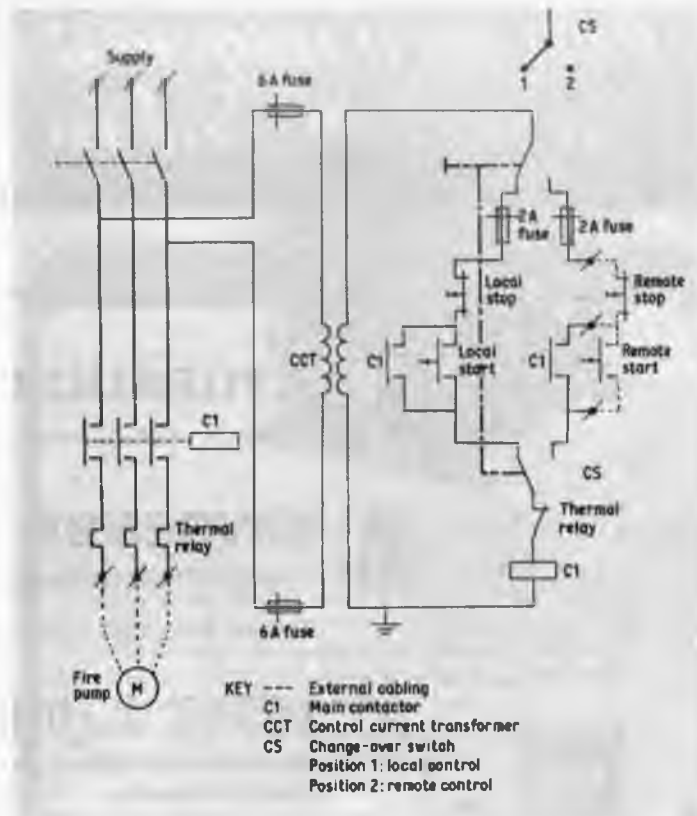 Supply
CS
1 2
6A fuse
2A fuse
2A fuse
Local stop
Remote stop
CCT
C1
Local start
C1
Remote start
C1
Thermal relay
CS
Thermal relay
C1
6A fuse
Fire pump
M
KEY --- External cabling
C1 Main contactor
CCT Control current transformer
CS Change-over switch
Position 1: local control
Position 2: remote control